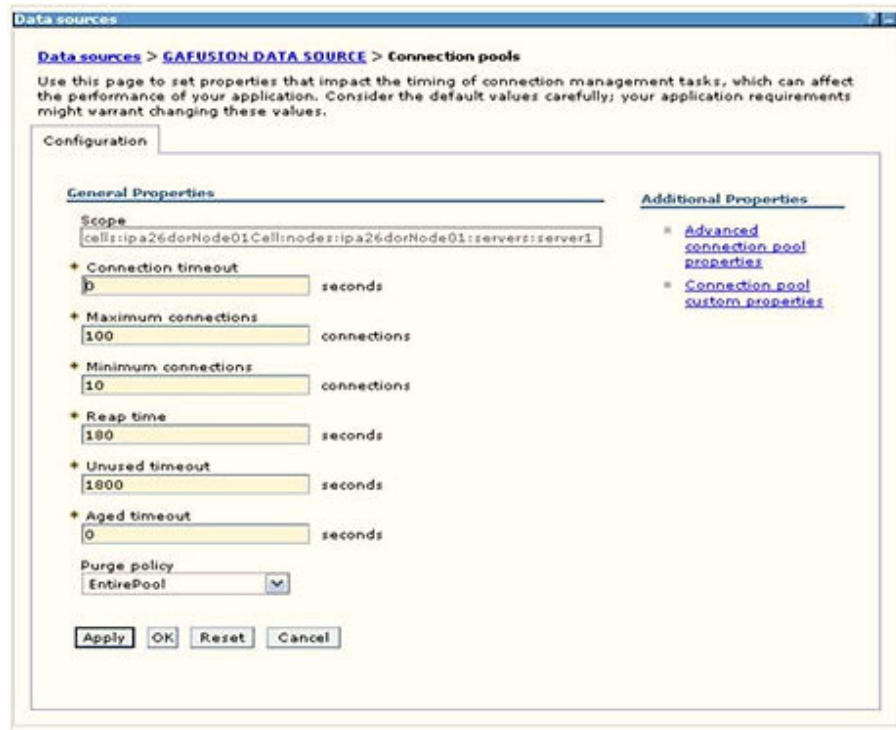 Data sources
?
Data sources > GAFUSION DATA SOURCE > Connection pools
Use this page to set properties that impact the timing of connection management tasks, which can affect
the performance of your application. Consider the default values carefully; your application requirements
might warrant changing these values.
Configuration
General Properties
Scope
cells:ipa26dorNode01Cell:nodes:ipa26dorNode01:servers:server1
Connection timeout
0 seconds
Maximum connections
100 connections
Minimum connections
10 connections
Reap time
180 seconds
Unused timeout
1800 seconds
Aged timeout
0 seconds
Purge policy
EntirePool
Apply OK Reset Cancel
Additional Properties
Advanced
connection pool
properties
Connection pool
custom properties